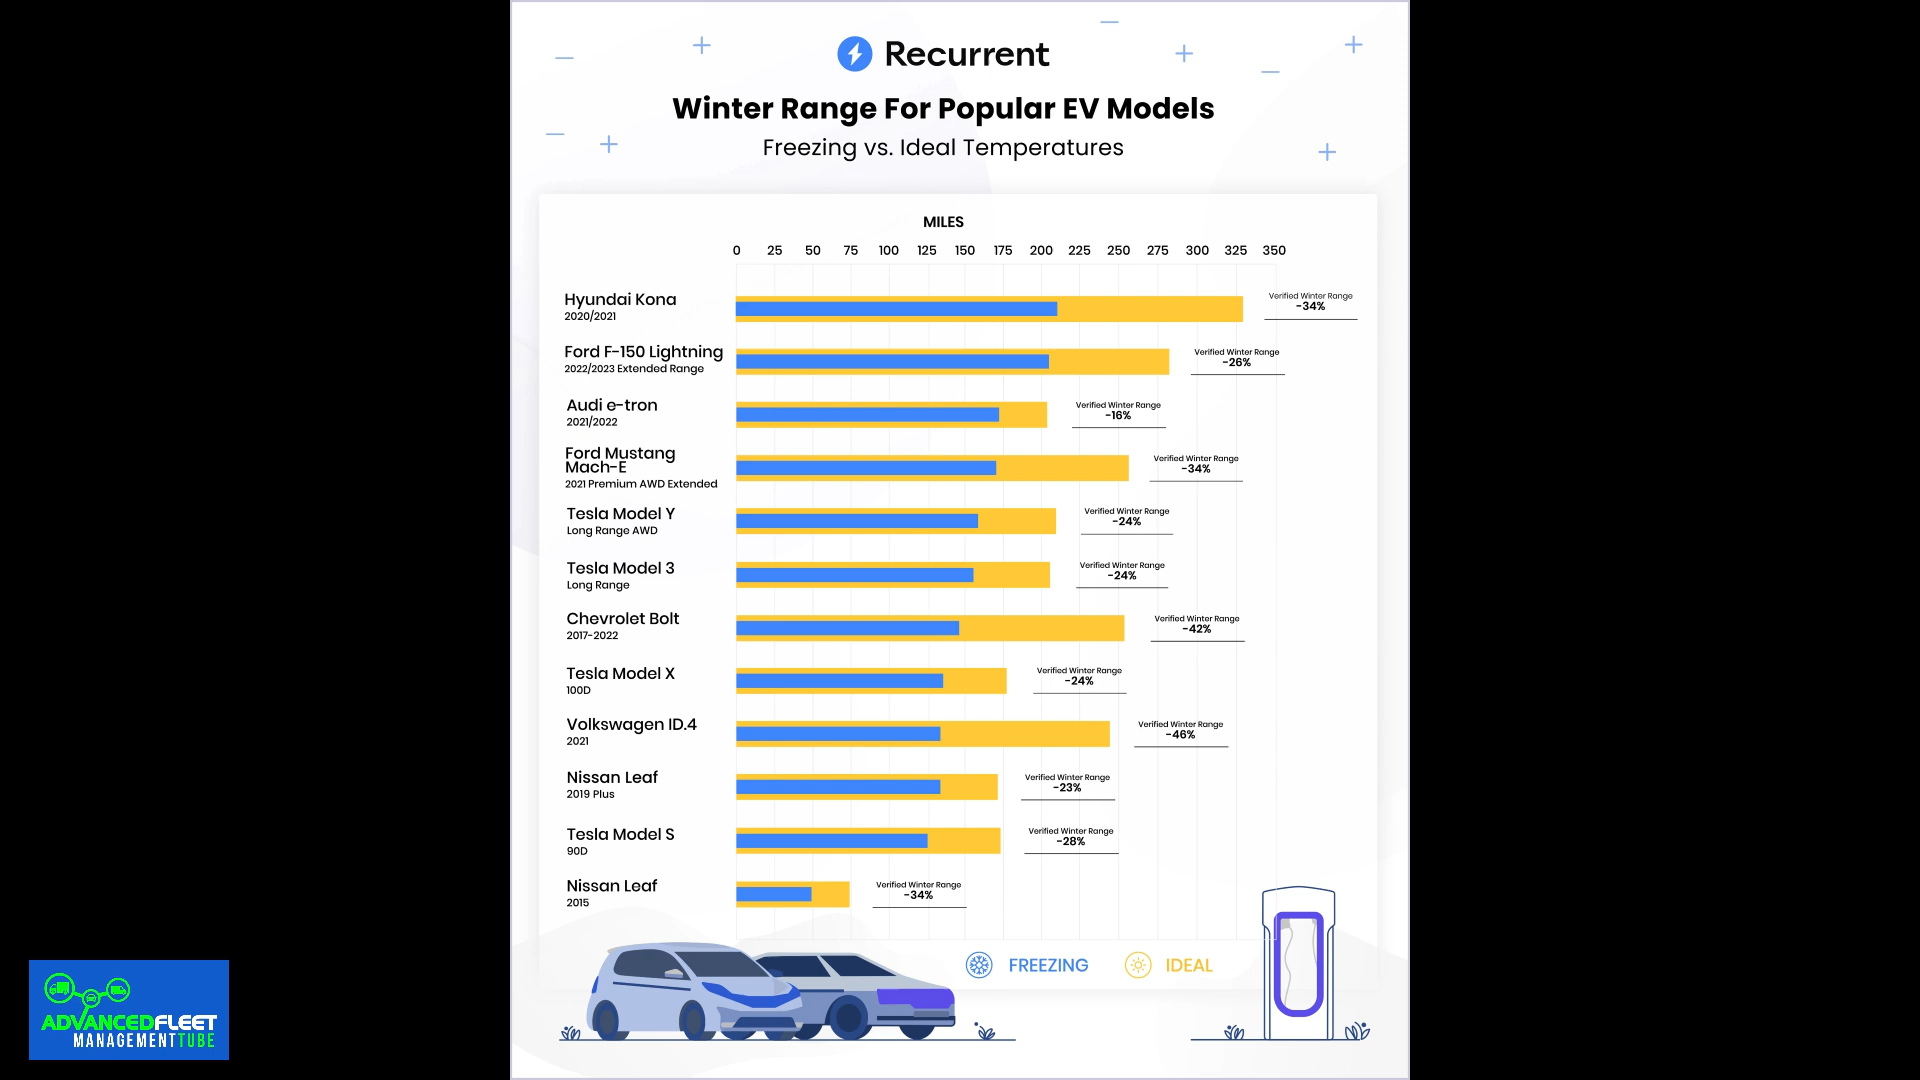 Recurrent
Winter Range For Popular EV Models
Freezing vs. Ideal Temperatures
MILES
0 25 50 75 100 125 150 175 200 225 250 275 300 325 350
Hyundai Kona
2020/2021
Verified Winter Range
-34%
Ford F-150 Lightning
2022/2023 Extended Range
Verified Winter Range
-26%
Audi e-tron
2021/2022
Verified Winter Range
-16%
Ford Mustang
Mach-E
2021 Premium AWD Extended
Verified Winter Range
-34%
Tesla Model Y
Long Range AWD
Verified Winter Range
-24%
Tesla Model 3
Long Range
Verified Winter Range
-24%
Chevrolet Bolt
2017-2022
Verified Winter Range
-42%
Tesla Model X
100D
Verified Winter Range
-24%
Volkswagen ID.4
2021
Verified Winter Range
-46%
Nissan Leaf
2019 Plus
Verified Winter Range
-23%
Tesla Model S
90D
Verified Winter Range
-28%
Nissan Leaf
2015
Verified Winter Range
-34%
FREEZING
IDEAL
ADVANCEDFLEET
MANAGEMENTTUBE